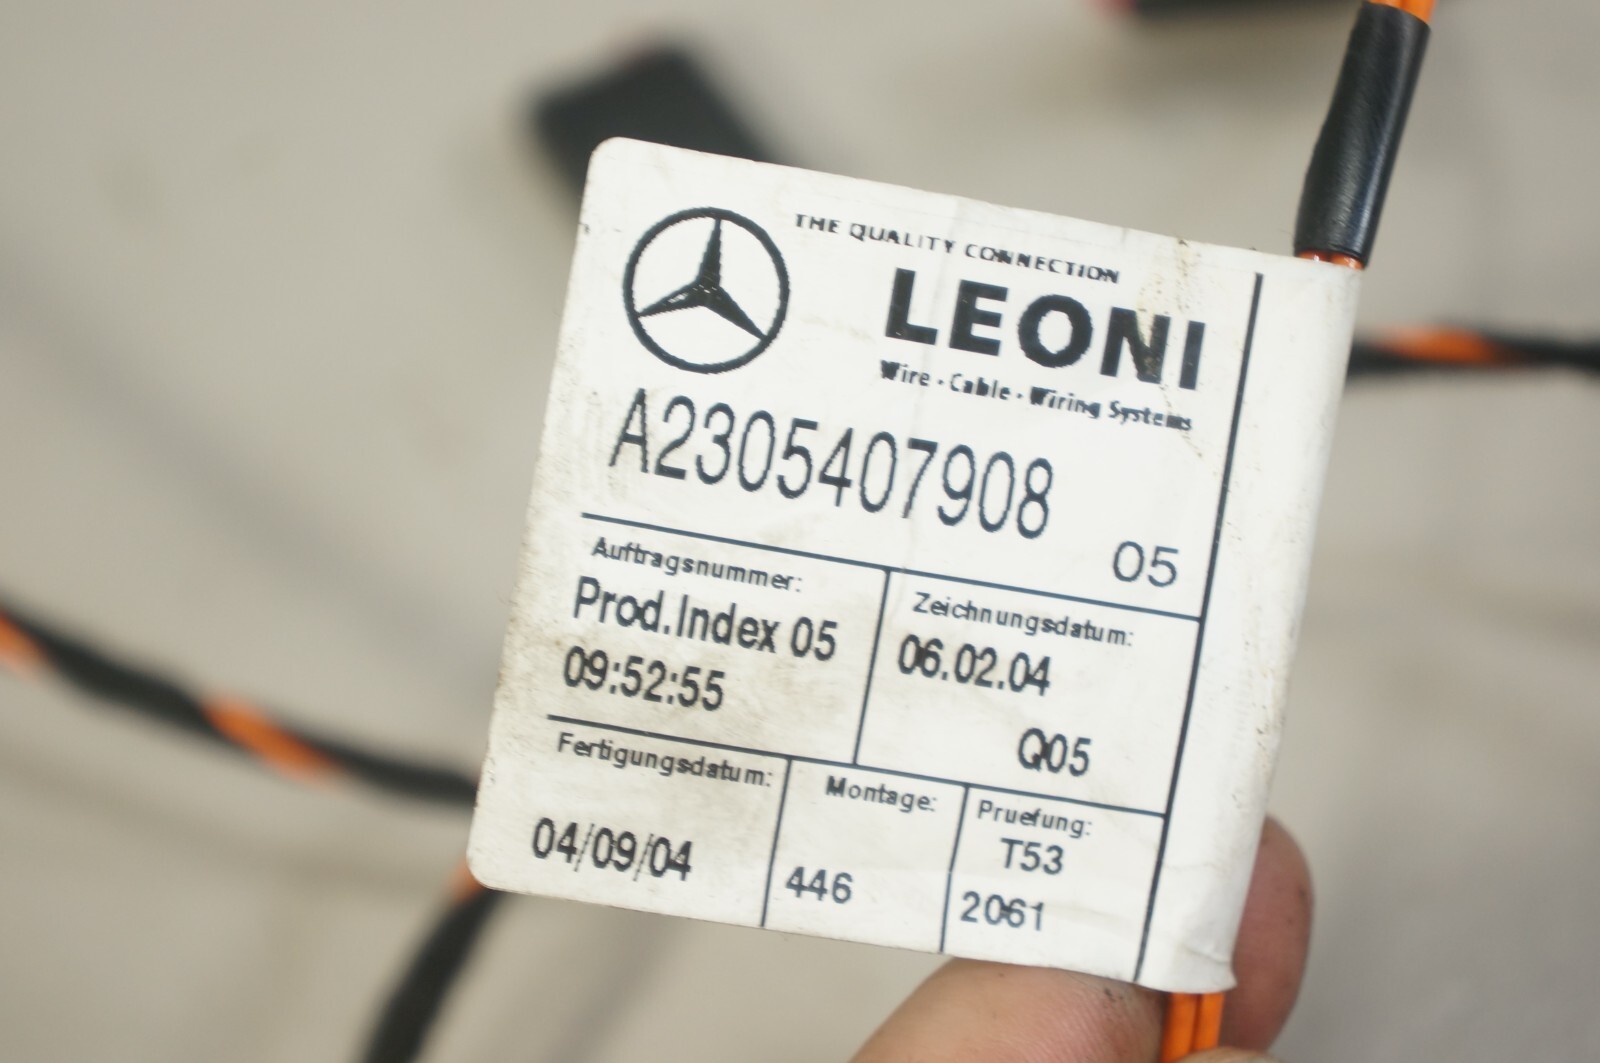 THE QUALITY CONNECTION
LEONI
Wire · Cable · Wiring Systems
A2305407908
05
Auftragsnummer:
Prod.Index 05
09:52:55
Zeichnungsdatum:
06.02.04
Q05
Fertigungsdatum:
04/09/04
Montage:
446
Pruefung:
T53
2061